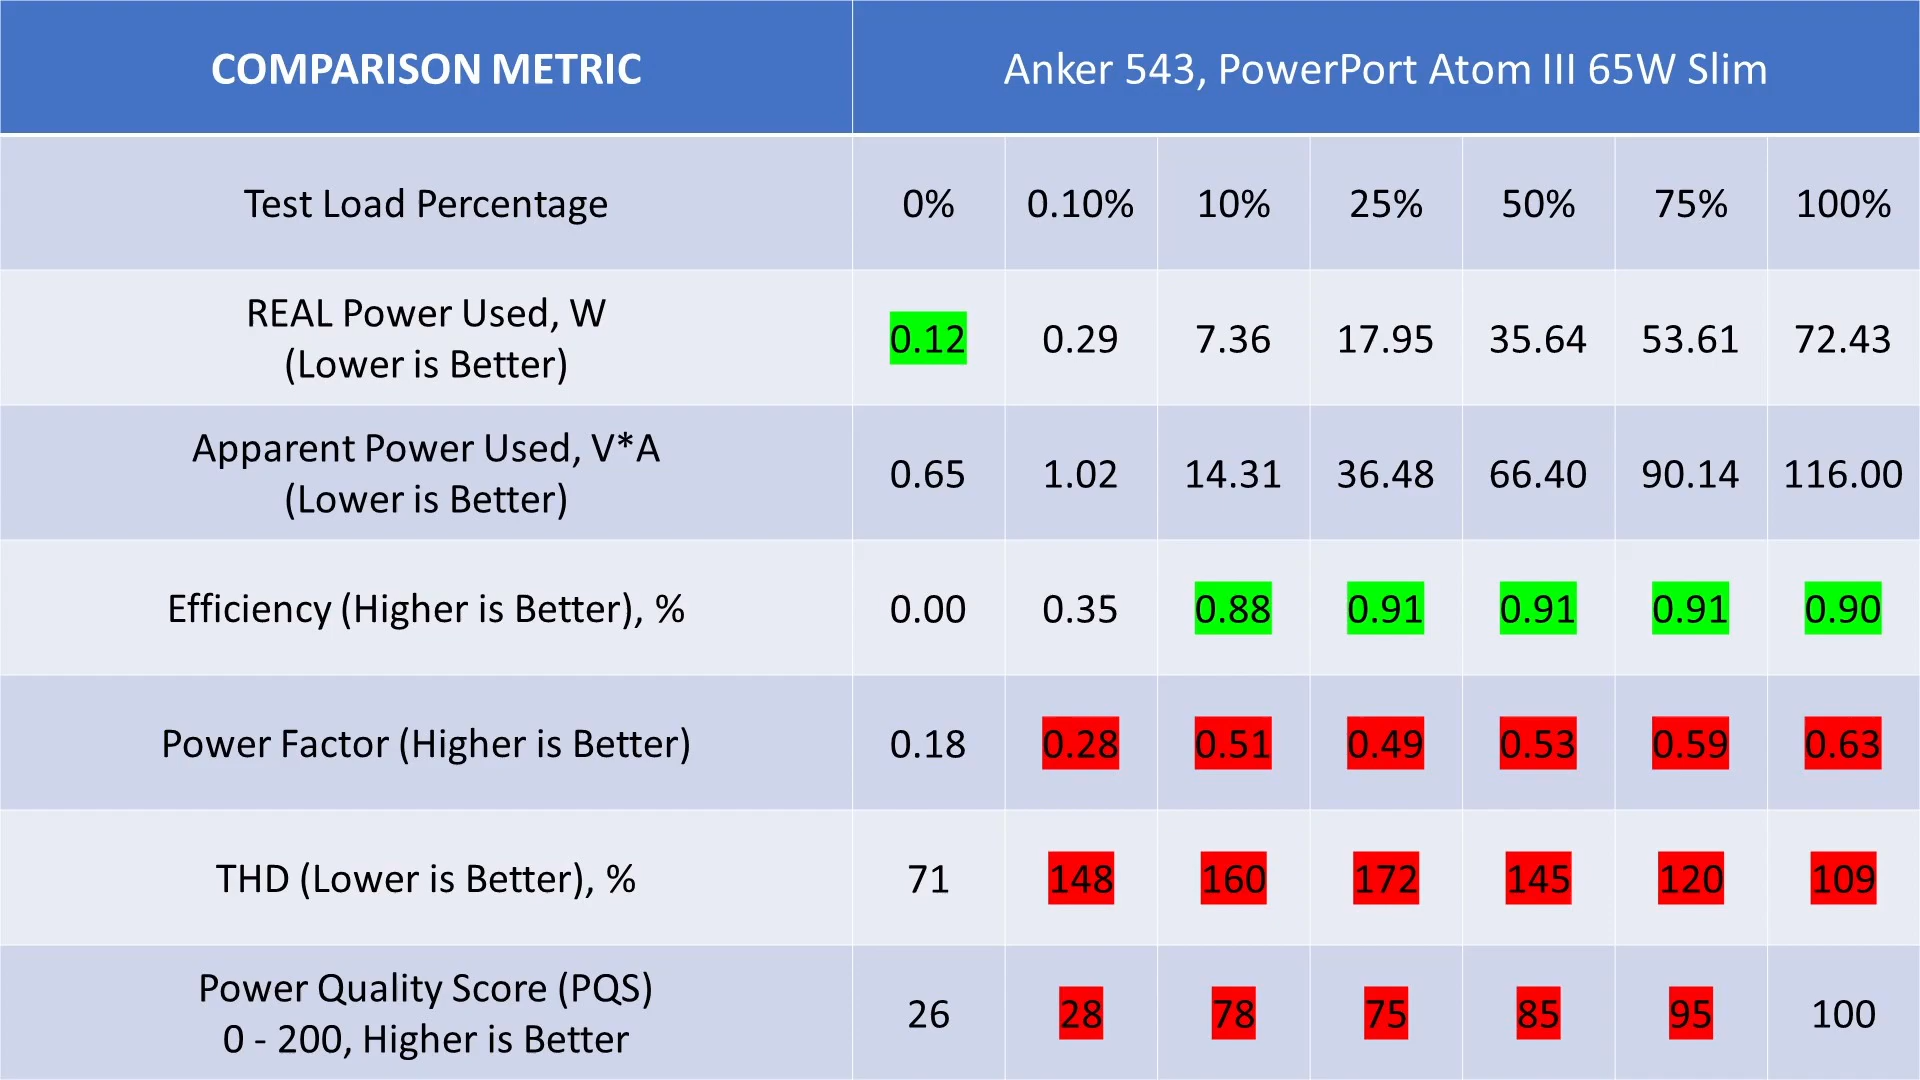 COMPARISON METRIC Anker 543, PowerPort Atom III 65W Slim
Test Load Percentage 0% 0.10% 10% 25% 50% 75% 100%
REAL Power Used, W
(Lower is Better) 0.12 0.29 7.36 17.95 35.64 53.61 72.43
Apparent Power Used, V*A
(Lower is Better) 0.65 1.02 14.31 36.48 66.40 90.14 116.00
Efficiency (Higher is Better), % 0.00 0.35 0.88 0.91 0.91 0.91 0.90
Power Factor (Higher is Better) 0.18 0.28 0.51 0.49 0.53 0.59 0.63
THD (Lower is Better), % 71 148 160 172 145 120 109
Power Quality Score (PQS)
0 - 200, Higher is Better 26 28 78 75 85 95 100